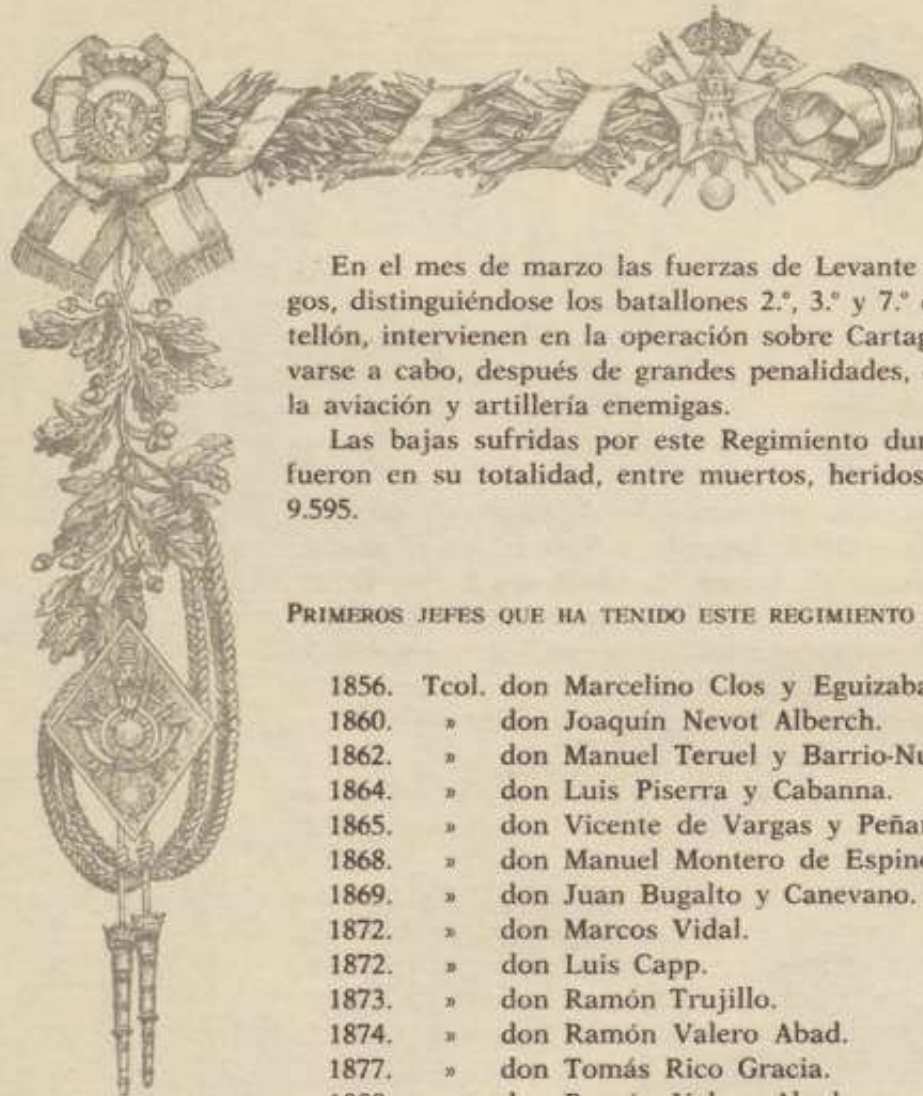 En el mes de marzo las fuerzas de Levante
gos, distinguiéndose los batallones 2.º, 3.º y 7.º
tellón, intervienen en la operación sobre Cartag
varse a cabo, después de grandes penalidades,
la aviación y artillería enemigas.
Las bajas sufridas por este Regimiento dur
fueron en su totalidad, entre muertos, heridos
9.595.
PRIMEROS JEFES QUE HA TENIDO ESTE REGIMIENTO
1856. Tcol. don Marcelino Clos y Eguizaba
1860. » don Joaquín Nevot Alberch.
1862. » don Manuel Teruel y Barrio-Nu
1864. » don Luis Piserra y Cabanna.
1865. » don Vicente de Vargas y Peñar
1868. » don Manuel Montero de Espino
1869. » don Juan Bugalto y Canevano.
1872. » don Marcos Vidal.
1872. » don Luis Capp.
1873. » don Ramón Trujillo.
1874. » don Ramón Valero Abad.
1877. » don Tomás Rico Gracia.